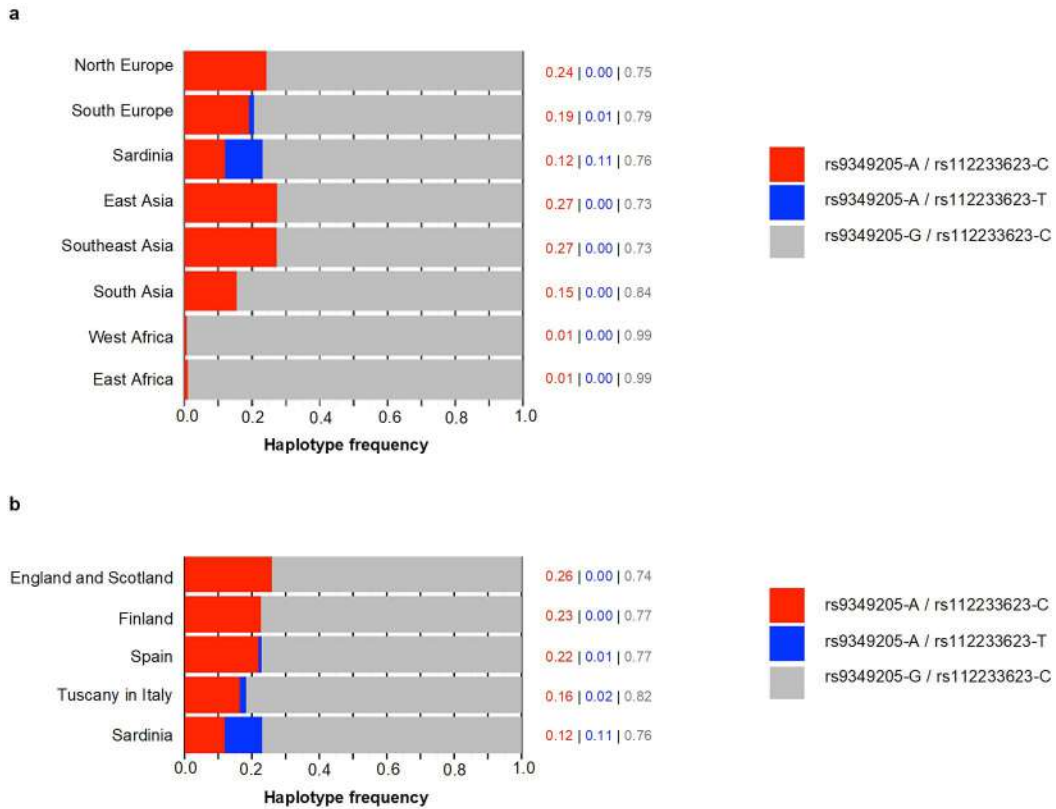 a
North Europe 0.24 | 0.00 | 0.75
South Europe 0.19 | 0.01 | 0.79
Sardinia 0.12 | 0.11 | 0.76
East Asia 0.27 | 0.00 | 0.73
Southeast Asia 0.27 | 0.00 | 0.73
South Asia 0.15 | 0.00 | 0.84
West Africa 0.01 | 0.00 | 0.99
East Africa 0.01 | 0.00 | 0.99
0.0 0.2 0.4 0.6 0.8 1.0
Haplotype frequency
rs9349205-A / rs112233623-C
rs9349205-A / rs112233623-T
rs9349205-G / rs112233623-C
b
England and Scotland 0.26 | 0.00 | 0.74
Finland 0.23 | 0.00 | 0.77
Spain 0.22 | 0.01 | 0.77
Tuscany in Italy 0.16 | 0.02 | 0.82
Sardinia 0.12 | 0.11 | 0.76
0.0 0.2 0.4 0.6 0.8 1.0
Haplotype frequency
rs9349205-A / rs112233623-C
rs9349205-A / rs112233623-T
rs9349205-G / rs112233623-C